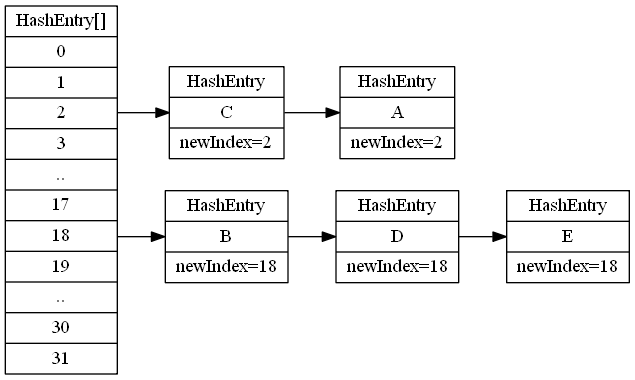 HashEntry[]
0
1
2
3
..
17
18
19
..
30
31
HashEntry
C
newIndex=2
HashEntry
A
newIndex=2
HashEntry
B
newIndex=18
HashEntry
D
newIndex=18
HashEntry
E
newIndex=18